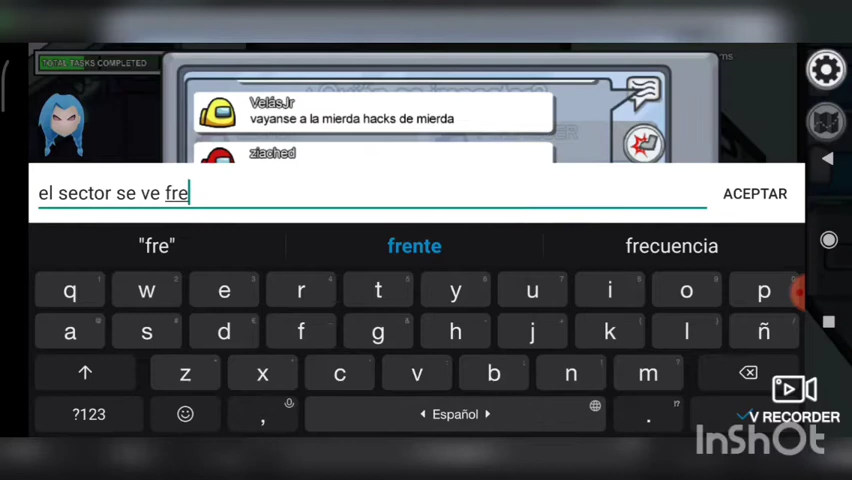 TOTAL TASKS COMPLETED
VelásJr
vayanse a la mierda hacks de mierda
ziached
el sector se ve fre
ACEPTAR
"fre" frente frecuencia
q w e r t y u i o p
a s d f g h j k l ñ
z x c v b n m
?123 , Español .
V RECORDER
InShOt